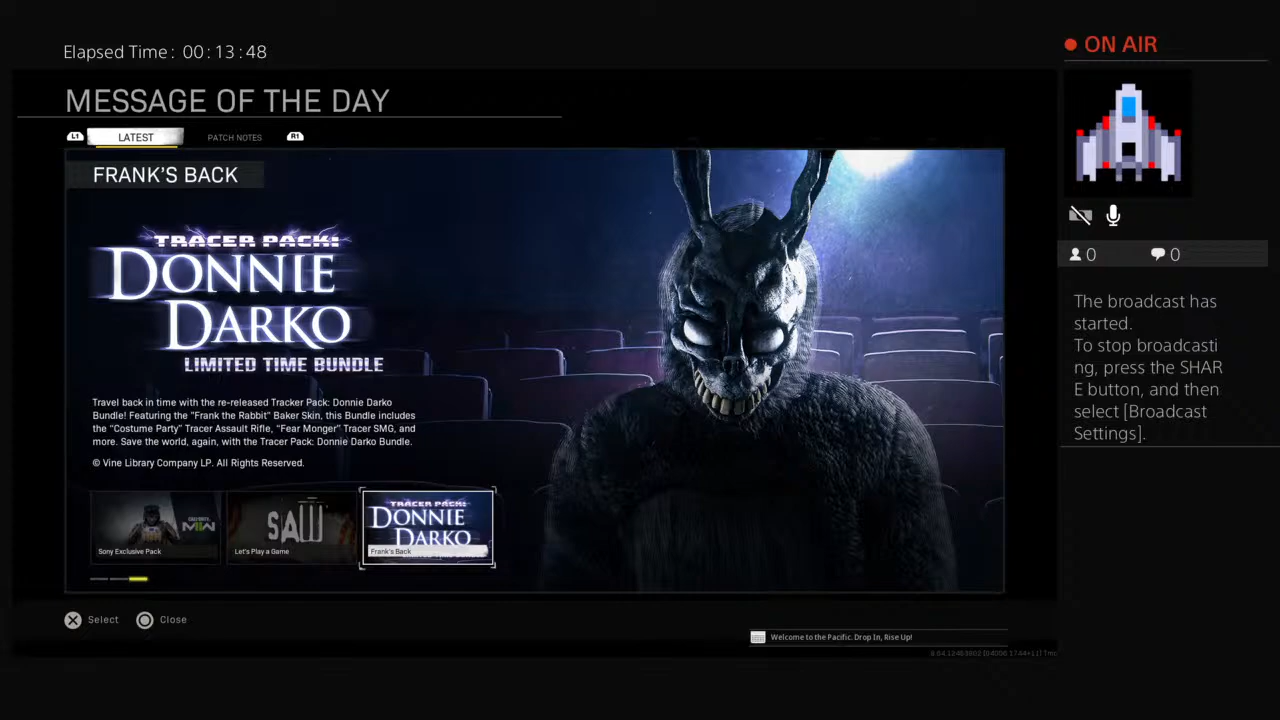 Elapsed Time: 00:13:48
ON AIR
MESSAGE OF THE DAY
L1 LATEST PATCH NOTES R1
FRANK'S BACK
TRACER PACK:
DONNIE
DARKO
LIMITED TIME BUNDLE
Travel back in time with the re-released Tracker Pack: Donnie Darko
Bundle! Featuring the "Frank the Rabbit" Baker Skin, this Bundle includes
the "Costume Party" Tracer Assault Rifle, "Fear Monger" Tracer SMG, and
more. Save the world, again, with the Tracer Pack: Donnie Darko Bundle.
© Vine Library Company LP. All Rights Reserved.
CALL OF DUTY
MW
Sony Exclusive Pack
SAW
Let's Play a Game
TRACER PACK:
DONNIE
DARKO
Frank's Back
Select Close
Welcome to the Pacific. Drop In, Rise Up!
0
0
The broadcast has
started.
To stop broadcasti
ng, press the SHAR
E button, and then
select [Broadcast
Settings].